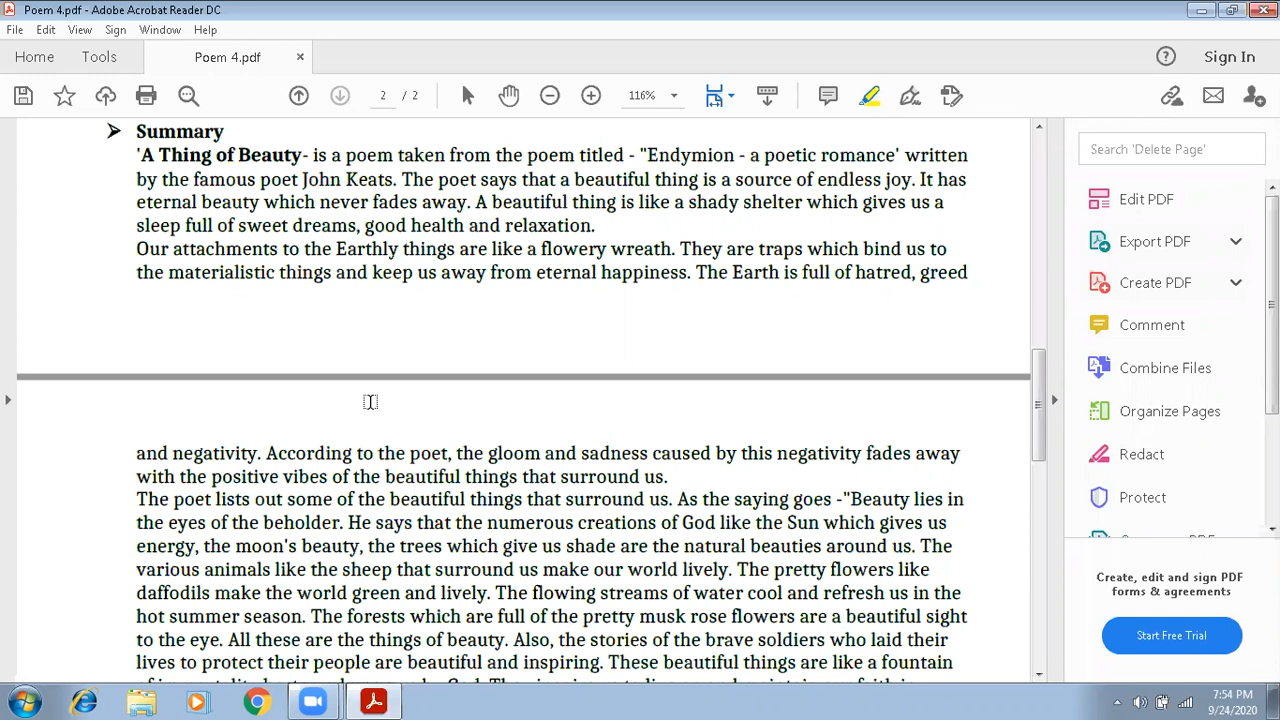 Poem 4.pdf - Adobe Acrobat Reader DC
File Edit View Sign Window Help
Home Tools Poem 4.pdf × ? Sign In
2 / 2 116%
Summary
'A Thing of Beauty- is a poem taken from the poem titled - "Endymion - a poetic romance' written
by the famous poet John Keats. The poet says that a beautiful thing is a source of endless joy. It has
eternal beauty which never fades away. A beautiful thing is like a shady shelter which gives us a
sleep full of sweet dreams, good health and relaxation.
Our attachments to the Earthly things are like a flowery wreath. They are traps which bind us to
the materialistic things and keep us away from eternal happiness. The Earth is full of hatred, greed
and negativity. According to the poet, the gloom and sadness caused by this negativity fades away
with the positive vibes of the beautiful things that surround us.
The poet lists out some of the beautiful things that surround us. As the saying goes -"Beauty lies in
the eyes of the beholder. He says that the numerous creations of God like the Sun which gives us
energy, the moon's beauty, the trees which give us shade are the natural beauties around us. The
various animals like the sheep that surround us make our world lively. The pretty flowers like
daffodils make the world green and lively. The flowing streams of water cool and refresh us in the
hot summer season. The forests which are full of the pretty musk rose flowers are a beautiful sight
to the eye. All these are the things of beauty. Also, the stories of the brave soldiers who laid their
lives to protect their people are beautiful and inspiring. These beautiful things are like a fountain
Search 'Delete Page'
Edit PDF
Export PDF
Create PDF
Comment
Combine Files
Organize Pages
Redact
Protect
Create, edit and sign PDF
forms & agreements
Start Free Trial
7:54 PM
9/24/2020